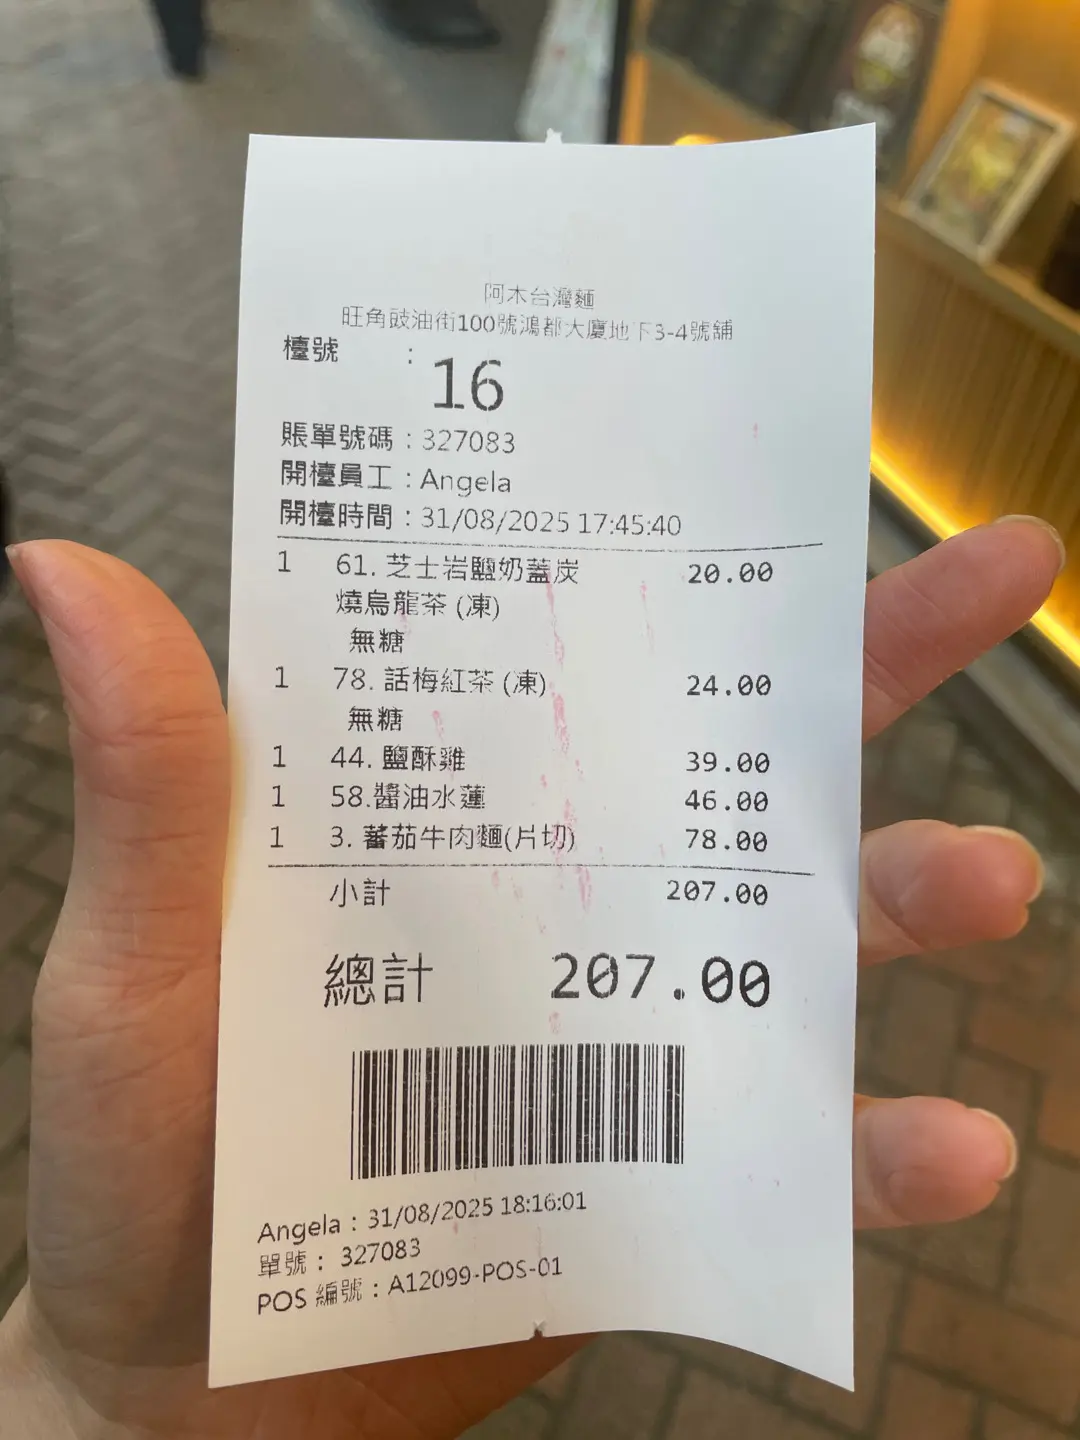 阿木台灣麵
旺角豉油街100號鴻都大廈地下3-4號舖
檯號 : 16
賬單號碼 : 327083
開檯員工 : Angela
開檯時間 : 31/08/2025 17:45:40
1 61. 芝士岩鹽奶蓋炭 20.00
燒烏龍茶 (凍)
無糖
1 78. 話梅紅茶 (凍) 24.00
無糖
1 44. 鹽酥雞 39.00
1 58.醬油水蓮 46.00
1 3. 蕃茄牛肉麵(片切) 78.00
小計 207.00
總計 207.00
Angela : 31/08/2025 18:16:01
單號 : 327083
POS 編號 : A12099-POS-01